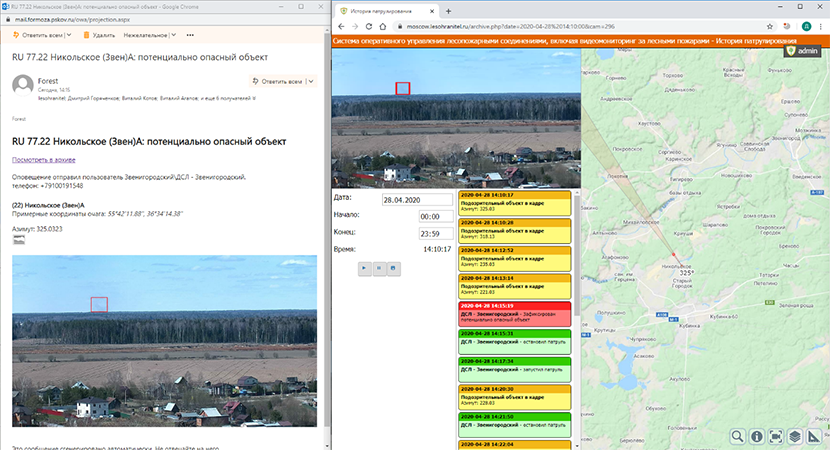 RU 77.22 Никольское (Звен)А: потенциально опасный объект - Google Chrome
mail.formoza.pskov.ru/owa/projection.aspx
Ответить всем
Удалить
Нежелательное
RU 77.22 Никольское (Звен)А: потенциально опасный объект
Forest
Сегодня, 14:15
Ответить всем
lesohranitel; Дмитрий Горяченков; Виталий Котов; Виталий Агапов; и еще 6 получателей
Forest
RU 77.22 Никольское (Звен)А: потенциально опасный объект
Посмотреть в архиве
Оповещение отправил пользователь Звенигородский\ДСЛ - Звенигородский,
телефон: +79100191548
(22) Никольское (Звен)А
Примерные координаты очага: 55°42'11.88", 36°34'14.38"
Азимут: 325.0323
Это сообщение сгенерировано автоматически. Не отвечайте на него.
История патрулирования
moscow.lesohranitel.ru/archive.php?date=2020-04-28%2014:10:00&cam=296
Система оперативного управления лесопожарными соединениями, включая видеомониторинг за лесными пожарами - История патрулирования
admin
Дата:
28.04.2020
Начало:
00:00
Конец:
23:59
Время:
14:10:17
2020-04-28 14:10:17
Подозрительный объект в кадре
Азимут: 325.03
2020-04-28 14:10:28
Подозрительный объект в кадре
Азимут: 318.13
2020-04-28 14:12:52
Подозрительный объект в кадре
Азимут: 235.03
2020-04-28 14:13:14
Подозрительный объект в кадре
Азимут: 221.03
2020-04-28 14:15:19
ДСЛ - Звенигородский - Зафиксирован
потенциально опасный объект
2020-04-28 14:15:31
ДСЛ - Звенигородский - остановил патруль
2020-04-28 14:17:34
ДСЛ - Звенигородский - запустил патруль
2020-04-28 14:20:30
Подозрительный объект в кадре
Азимут: 228.03
2020-04-28 14:21:50
ДСЛ - Звенигородский - остановил патруль
2020-04-28 14:22:04
Денькова
Супонево
Михайловское
Каринское
Никольское
325°
Старый
Городок
Кубинка
Крутицы
Чупряково
Асаково
Акулово
Татарки
Петелино
Часцы